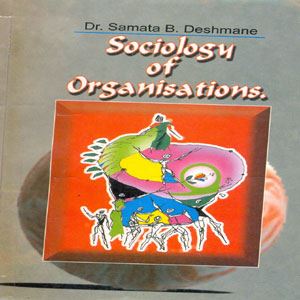 Dr. Samata B. Deshmane
Sociology
of
Organisations.